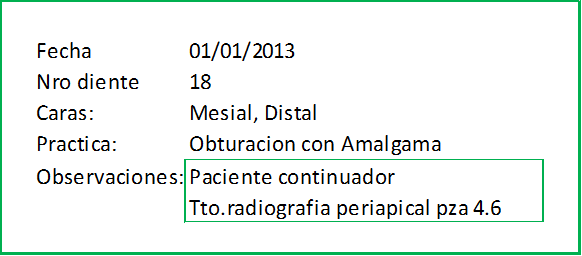 Fecha 01/01/2013
Nro diente 18
Caras: Mesial, Distal
Practica: Obturacion con Amalgama
Observaciones: Paciente continuador
Tto.radiografia periapical pza 4.6